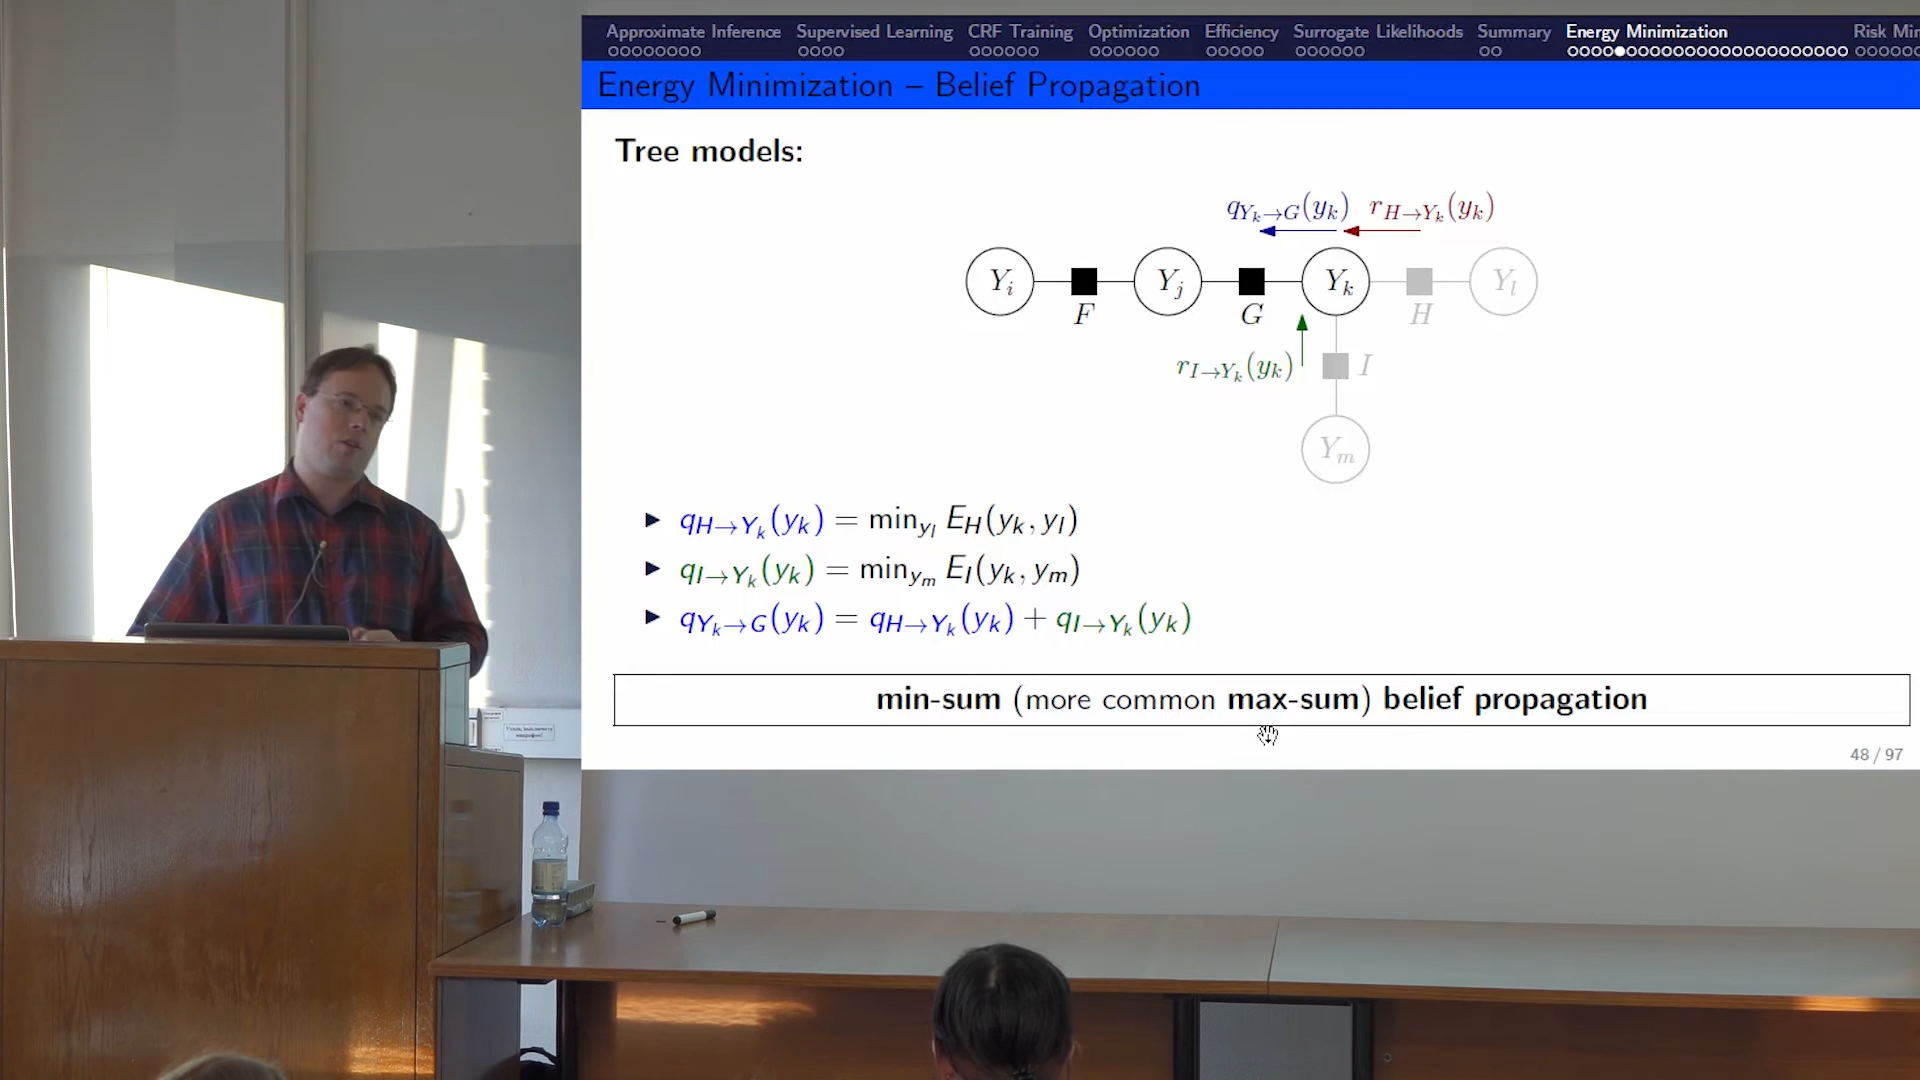 Approximate Inference Supervised Learning CRF Training Optimization Efficiency Surrogate Likelihoods Summary Energy Minimization Risk Min
Energy Minimization – Belief Propagation
Tree models:
q_{Y_k→G}(y_k) r_{H→Y_k}(y_k)
Y_i Y_j Y_k Y_l
F G H
r_{I→Y_k}(y_k) I
Y_m
► q_{H→Y_k}(y_k) = min_{y_l} E_H(y_k, y_l)
► q_{I→Y_k}(y_k) = min_{y_m} E_I(y_k, y_m)
► q_{Y_k→G}(y_k) = q_{H→Y_k}(y_k) + q_{I→Y_k}(y_k)
min-sum (more common max-sum) belief propagation
48 / 97